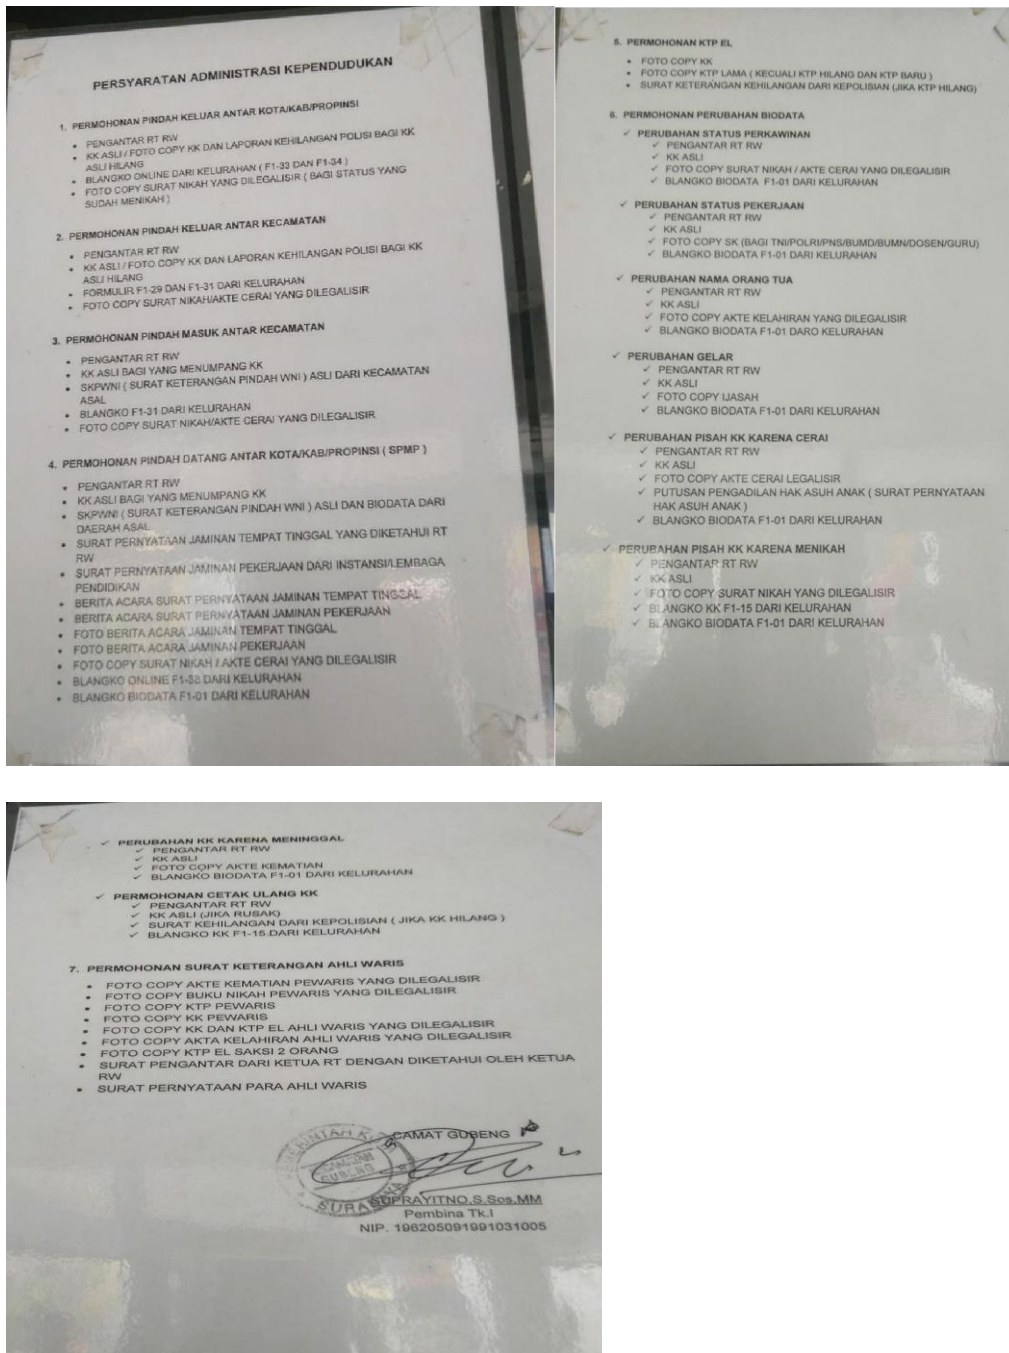 PERSYARATAN ADMINISTRASI KEPENDUDUKAN
1. PERMOHONAN PINDAH KELUAR ANTAR KOTA/KAB/PROPINSI
• PENGANTAR RT RW
• KK ASLI / FOTO COPY KK DAN LAPORAN KEHILANGAN POLISI BAGI KK
ASLI HILANG
• BLANGKO ONLINE DARI KELURAHAN ( F1-33 DAN F1-34 )
• FOTO COPY SURAT NIKAH YANG DILEGALISIR ( BAGI STATUS YANG
SUDAH MENIKAH )
2. PERMOHONAN PINDAH KELUAR ANTAR KECAMATAN
• PENGANTAR RT RW
• KK ASLI / FOTO COPY KK DAN LAPORAN KEHILANGAN POLISI BAGI KK
ASLI HILANG
• FORMULIR F1-29 DAN F1-31 DARI KELURAHAN
• FOTO COPY SURAT NIKAH/AKTE CERAI YANG DILEGALISIR
3. PERMOHONAN PINDAH MASUK ANTAR KECAMATAN
• PENGANTAR RT RW
• KK ASLI BAGI YANG MENUMPANG KK
• SKPWNI ( SURAT KETERANGAN PINDAH WNI ) ASLI DARI KECAMATAN
ASAL
• BLANGKO F1-31 DARI KELURAHAN
• FOTO COPY SURAT NIKAH/AKTE CERAI YANG DILEGALISIR
4. PERMOHONAN PINDAH DATANG ANTAR KOTA/KAB/PROPINSI ( SPMP )
• PENGANTAR RT RW
• KK ASLI BAGI YANG MENUMPANG KK
• SKPWNI ( SURAT KETERANGAN PINDAH WNI ) ASLI DAN BIODATA DARI
DAERAH ASAL
• SURAT PERNYATAAN JAMINAN TEMPAT TINGGAL YANG DIKETAHUI RT
RW
• SURAT PERNYATAAN JAMINAN PEKERJAAN DARI INSTANSI/LEMBAGA
PENDIDIKAN
• BERITA ACARA SURAT PERNYATAAN JAMINAN TEMPAT TINGGAL
• BERITA ACARA SURAT PERNYATAAN JAMINAN PEKERJAAN
• FOTO BERITA ACARA JAMINAN TEMPAT TINGGAL
• FOTO BERITA ACARA JAMINAN PEKERJAAN
• FOTO COPY SURAT NIKAH / AKTE CERAI YANG DILEGALISIR
• BLANGKO ONLINE F1-38 DARI KELURAHAN
• BLANGKO BIODATA F1-01 DARI KELURAHAN
5. PERMOHONAN KTP EL
• FOTO COPY KK
• FOTO COPY KTP LAMA ( KECUALI KTP HILANG DAN KTP BARU )
• SURAT KETERANGAN KEHILANGAN DARI KEPOLISIAN (JIKA KTP HILANG)
6. PERMOHONAN PERUBAHAN BIODATA
✓ PERUBAHAN STATUS PERKAWINAN
✓ PENGANTAR RT RW
✓ KK ASLI
✓ FOTO COPY SURAT NIKAH / AKTE CERAI YANG DILEGALISIR
✓ BLANGKO BIODATA F1-01 DARI KELURAHAN
✓ PERUBAHAN STATUS PEKERJAAN
✓ PENGANTAR RT RW
✓ KK ASLI
✓ FOTO COPY SK (BAGI TNI/POLRI/PNS/BUMD/BUMN/DOSEN/GURU)
✓ BLANGKO BIODATA F1-01 DARI KELURAHAN
✓ PERUBAHAN NAMA ORANG TUA
✓ PENGANTAR RT RW
✓ KK ASLI
✓ FOTO COPY AKTE KELAHIRAN YANG DILEGALISIR
✓ BLANGKO BIODATA F1-01 DARO KELURAHAN
✓ PERUBAHAN GELAR
✓ PENGANTAR RT RW
✓ KK ASLI
✓ FOTO COPY IJASAH
✓ BLANGKO BIODATA F1-01 DARI KELURAHAN
✓ PERUBAHAN PISAH KK KARENA CERAI
✓ PENGANTAR RT RW
✓ KK ASLI
✓ FOTO COPY AKTE CERAI LEGALISIR
✓ PUTUSAN PENGADILAN HAK ASUH ANAK ( SURAT PERNYATAAN
HAK ASUH ANAK )
✓ BLANGKO BIODATA F1-01 DARI KELURAHAN
✓ PERUBAHAN PISAH KK KARENA MENIKAH
✓ PENGANTAR RT RW
✓ KK ASLI
✓ FOTO COPY SURAT NIKAH YANG DILEGALISIR
✓ BLANGKO KK F1-15 DARI KELURAHAN
✓ BLANGKO BIODATA F1-01 DARI KELURAHAN
✓ PERUBAHAN KK KARENA MENINGGAL
✓ PENGANTAR RT RW
✓ KK ASLI
✓ FOTO COPY AKTE KEMATIAN
✓ BLANGKO BIODATA F1-01 DARI KELURAHAN
✓ PERMOHONAN CETAK ULANG KK
✓ PENGANTAR RT RW
✓ KK ASLI (JIKA RUSAK)
✓ SURAT KEHILANGAN DARI KEPOLISIAN ( JIKA KK HILANG )
✓ BLANGKO KK F1-15 DARI KELURAHAN
7. PERMOHONAN SURAT KETERANGAN AHLI WARIS
• FOTO COPY AKTE KEMATIAN PEWARIS YANG DILEGALISIR
• FOTO COPY BUKU NIKAH PEWARIS YANG DILEGALISIR
• FOTO COPY KTP PEWARIS
• FOTO COPY KK PEWARIS
• FOTO COPY KK DAN KTP EL AHLI WARIS YANG DILEGALISIR
• FOTO COPY AKTA KELAHIRAN AHLI WARIS YANG DILEGALISIR
• FOTO COPY KTP EL SAKSI 2 ORANG
• SURAT PENGANTAR DARI KETUA RT DENGAN DIKETAHUI OLEH KETUA
RW
• SURAT PERNYATAAN PARA AHLI WARIS
CAMAT GUBENG
GUBENG
SURABAYA
SUPRAYITNO.S.Sos.MM
Pembina Tk.I
NIP. 196205091991031005